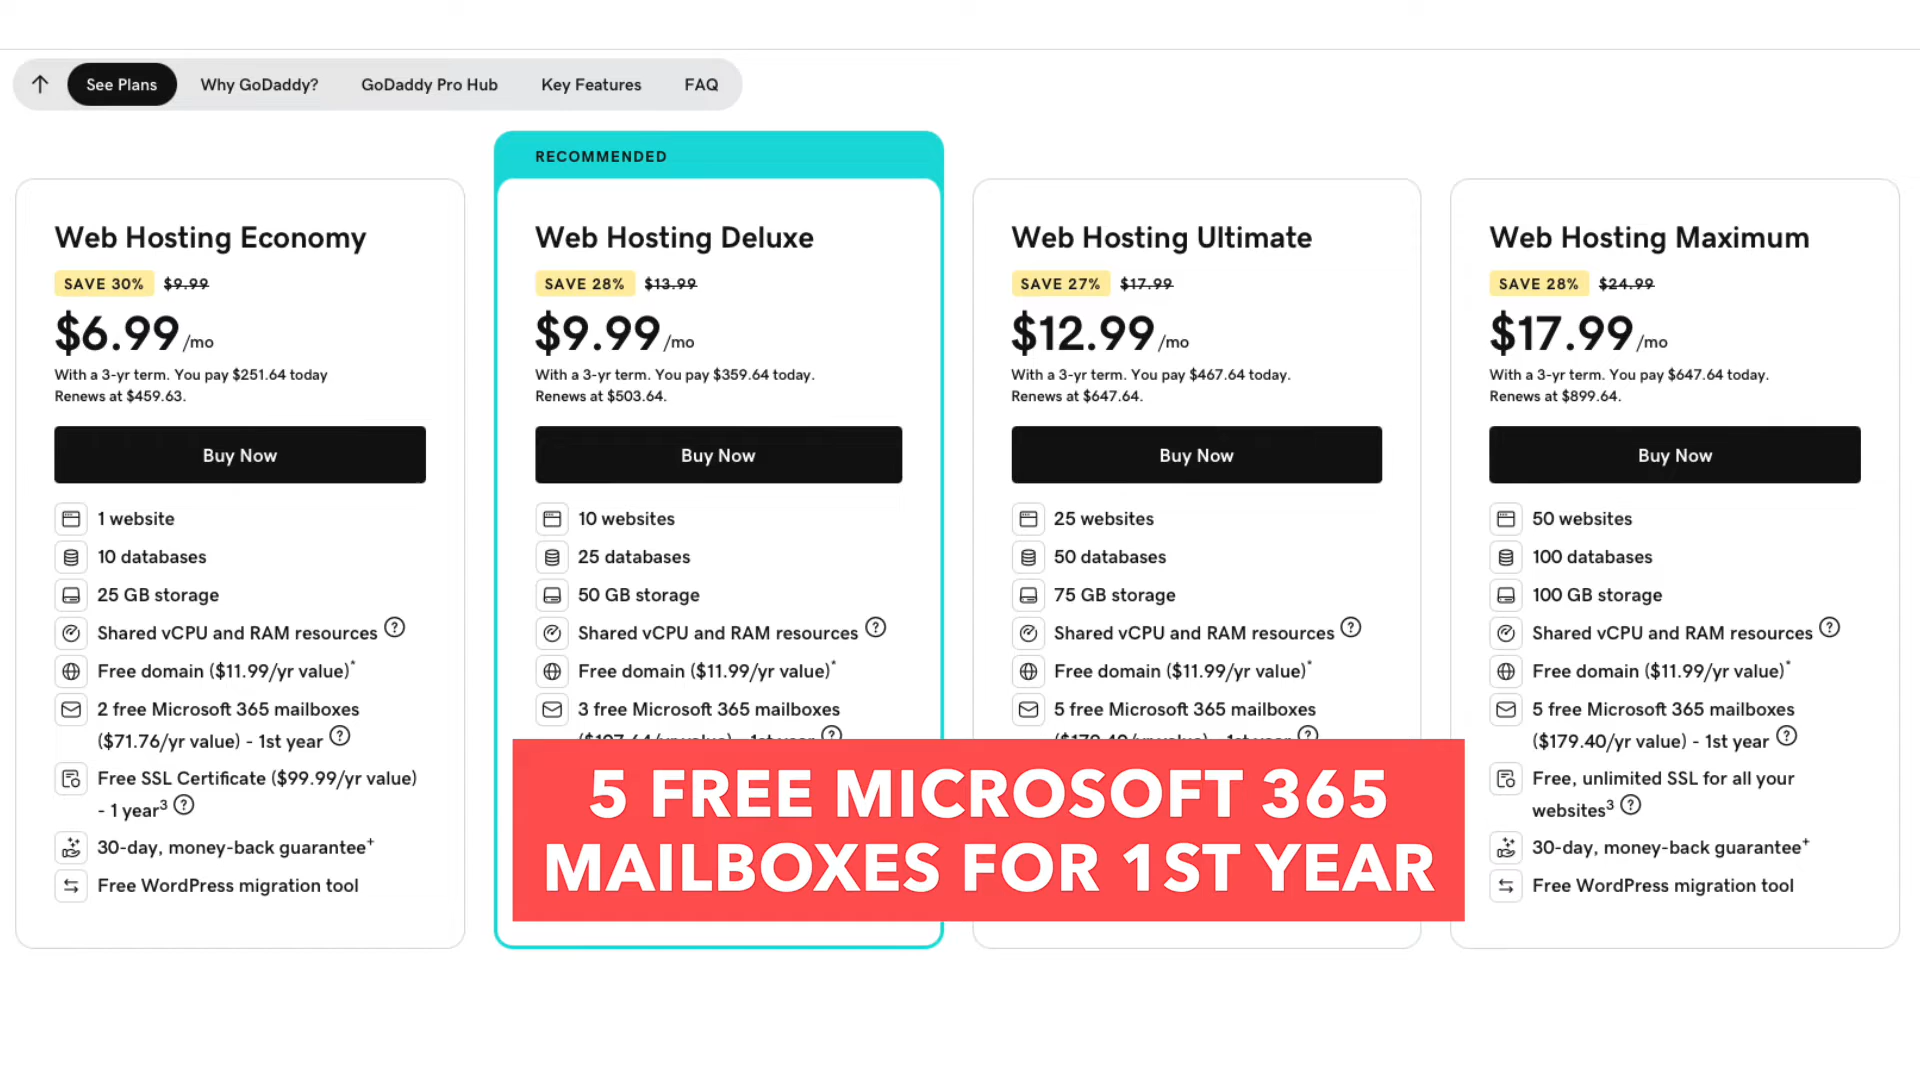 See Plans
Why GoDaddy?
GoDaddy Pro Hub
Key Features
FAQ
RECOMMENDED
Web Hosting Economy
SAVE 30% $9.99
$6.99/mo
With a 3-yr term. You pay $251.64 today
Renews at $459.63.
Buy Now
1 website
10 databases
25 GB storage
Shared vCPU and RAM resources ?
Free domain ($11.99/yr value)*
2 free Microsoft 365 mailboxes
($71.76/yr value) - 1st year ?
Free SSL Certificate ($99.99/yr value)
- 1 year³ ?
30-day, money-back guarantee⁺
Free WordPress migration tool
Web Hosting Deluxe
SAVE 28% $13.99
$9.99/mo
With a 3-yr term. You pay $359.64 today.
Renews at $503.64.
Buy Now
10 websites
25 databases
50 GB storage
Shared vCPU and RAM resources ?
Free domain ($11.99/yr value)*
3 free Microsoft 365 mailboxes
Web Hosting Ultimate
SAVE 27% $17.99
$12.99/mo
With a 3-yr term. You pay $467.64 today.
Renews at $647.64.
Buy Now
25 websites
50 databases
75 GB storage
Shared vCPU and RAM resources ?
Free domain ($11.99/yr value)*
5 free Microsoft 365 mailboxes
Web Hosting Maximum
SAVE 28% $24.99
$17.99/mo
With a 3-yr term. You pay $647.64 today.
Renews at $899.64.
Buy Now
50 websites
100 databases
100 GB storage
Shared vCPU and RAM resources ?
Free domain ($11.99/yr value)*
5 free Microsoft 365 mailboxes
($179.40/yr value) - 1st year ?
Free, unlimited SSL for all your
websites³ ?
30-day, money-back guarantee⁺
Free WordPress migration tool
5 FREE MICROSOFT 365
MAILBOXES FOR 1ST YEAR